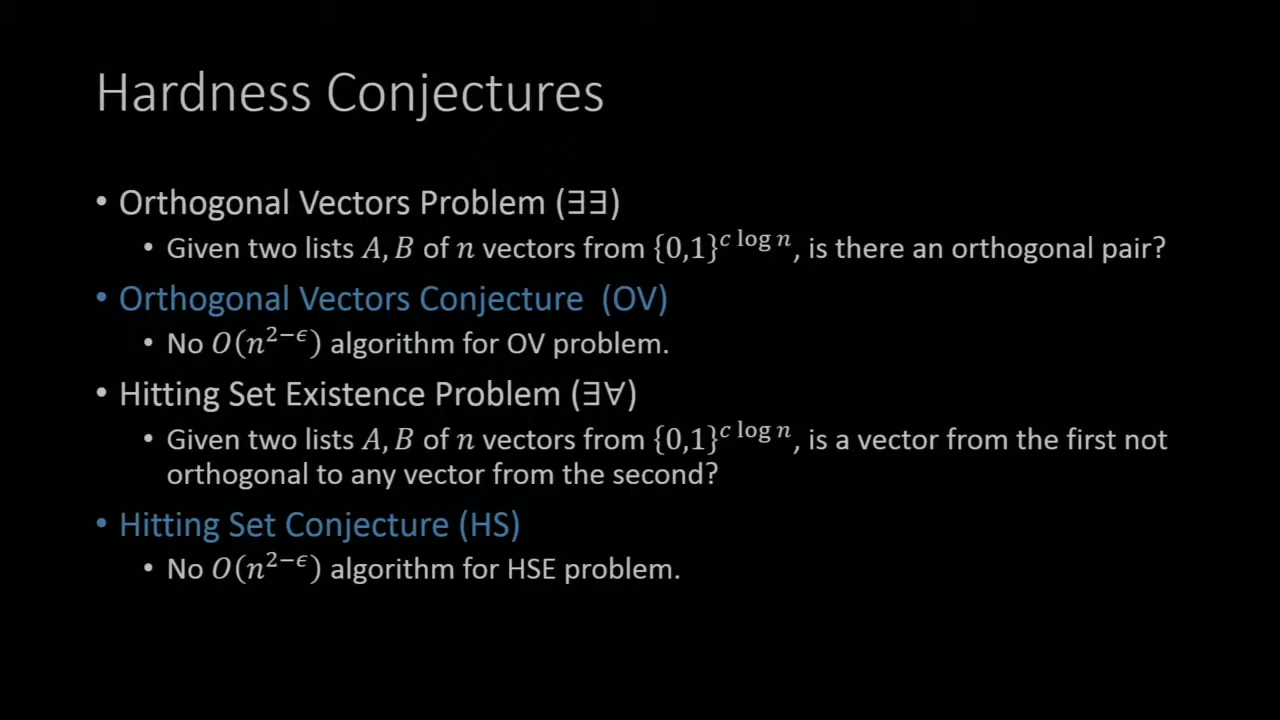 Hardness Conjectures
• Orthogonal Vectors Problem (∃∃)
• Given two lists A, B of n vectors from {0,1}^{c log n}, is there an orthogonal pair?
• Orthogonal Vectors Conjecture (OV)
• No O(n^{2−ϵ}) algorithm for OV problem.
• Hitting Set Existence Problem (∃∀)
• Given two lists A, B of n vectors from {0,1}^{c log n}, is a vector from the first not
orthogonal to any vector from the second?
• Hitting Set Conjecture (HS)
• No O(n^{2−ϵ}) algorithm for HSE problem.